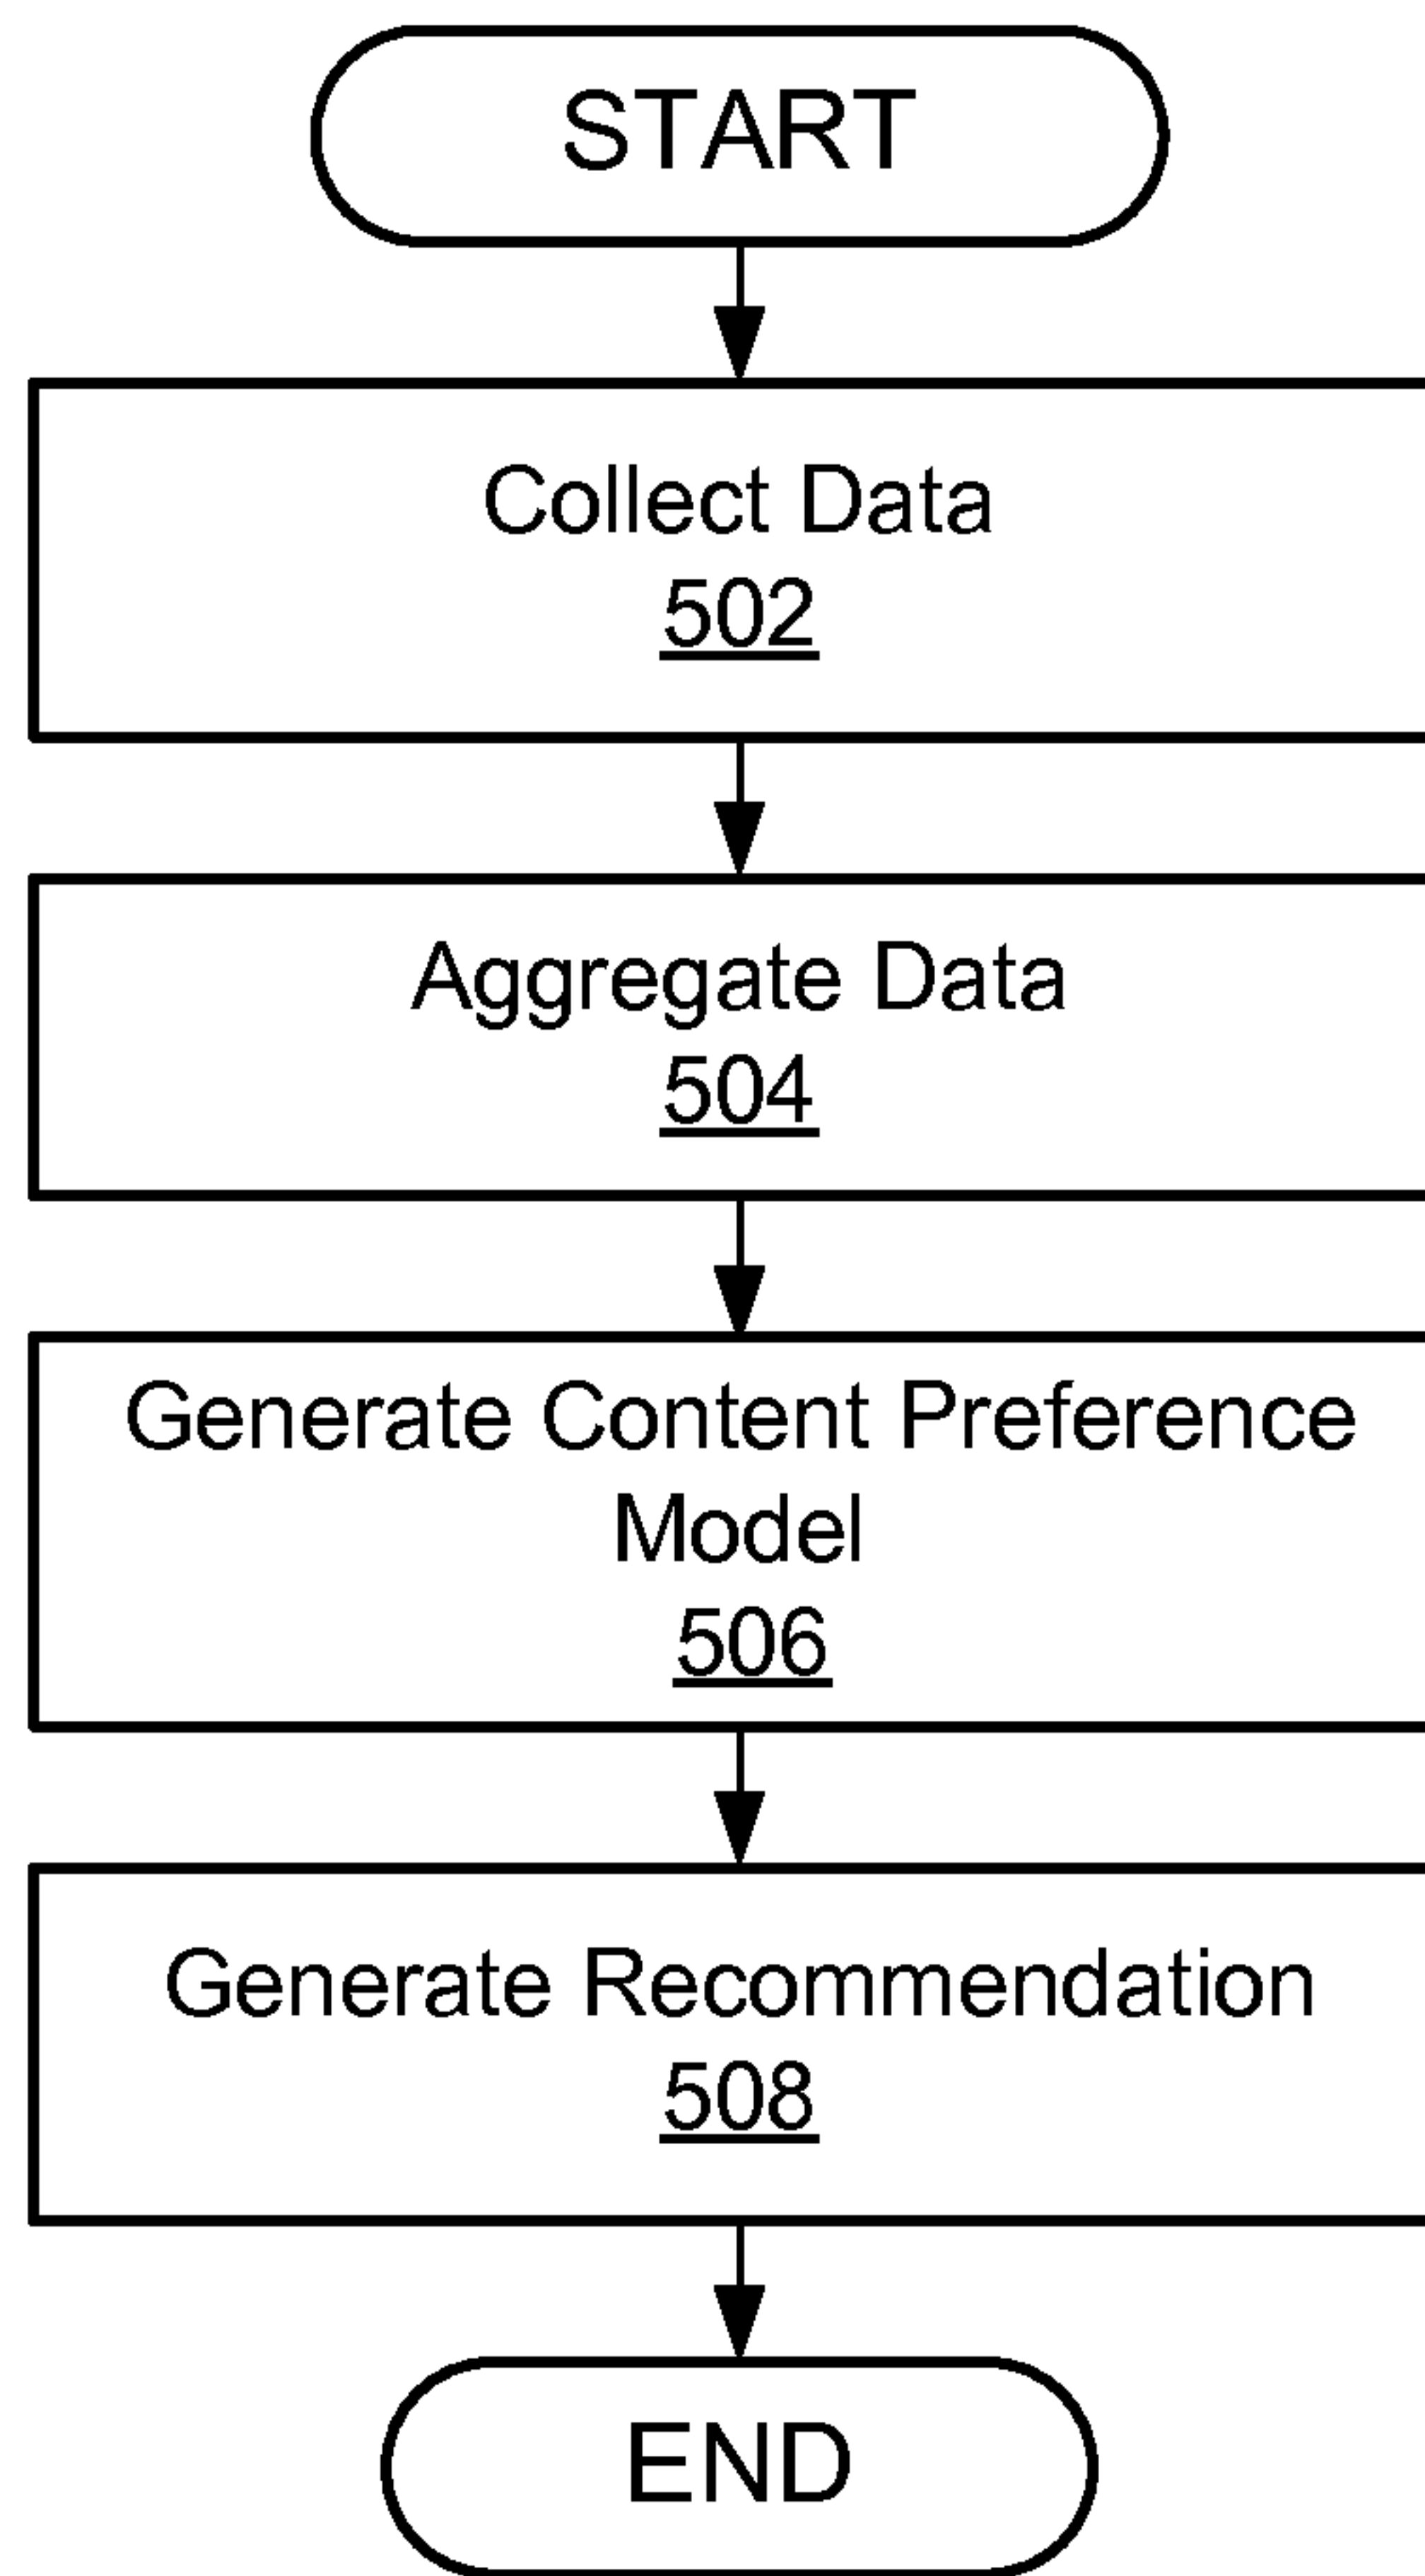 START
Collect Data
502
Aggregate Data
504
Generate Content Preference
Model
506
Generate Recommendation
508
END